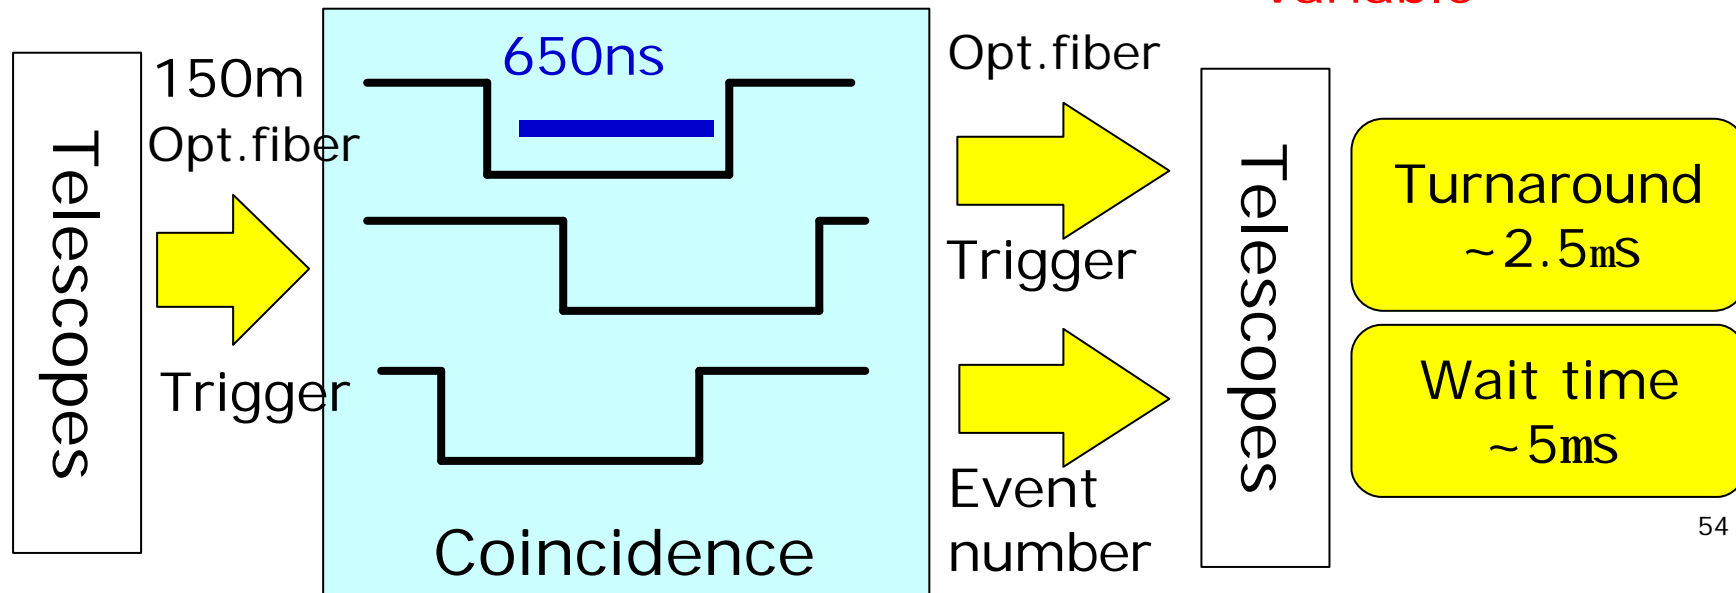 Telescopes
150m
Opt.fiber
Trigger
650ns
Coincidence
Opt.fiber
Trigger
Event
number
Telescopes
Turnaround
~2.5ms
Wait time
~5ms
54